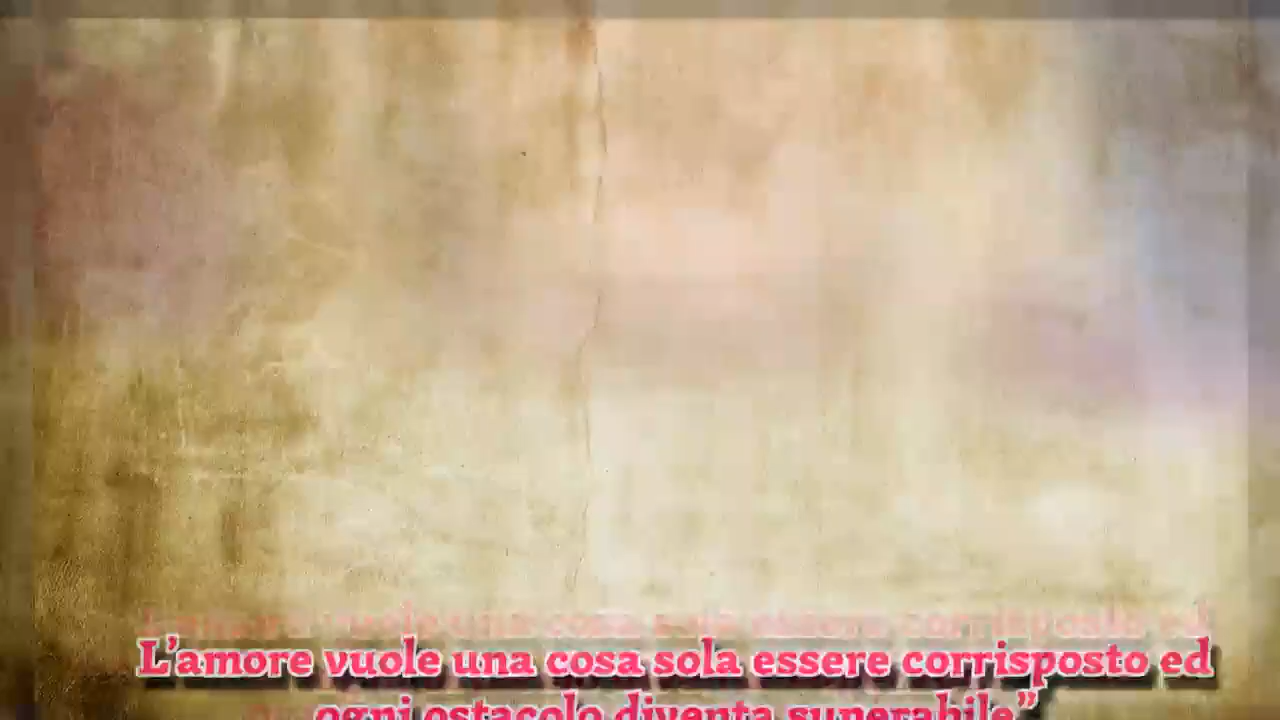 L’amore vuole una cosa sola essere corrisposto ed
ogni ostacolo diventa superabile”